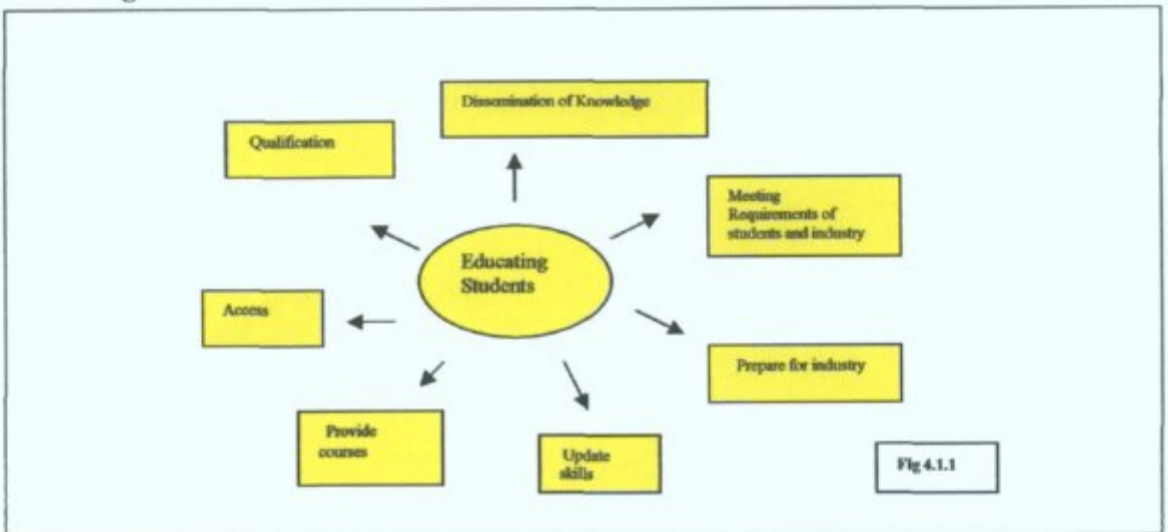 Dissemination of Knowledge
Qualification
Meeting
Requirements of
students and industry
Educating
Students
Access
Prepare for industry
Provide
courses
Update
skills
Fig 4.1.1